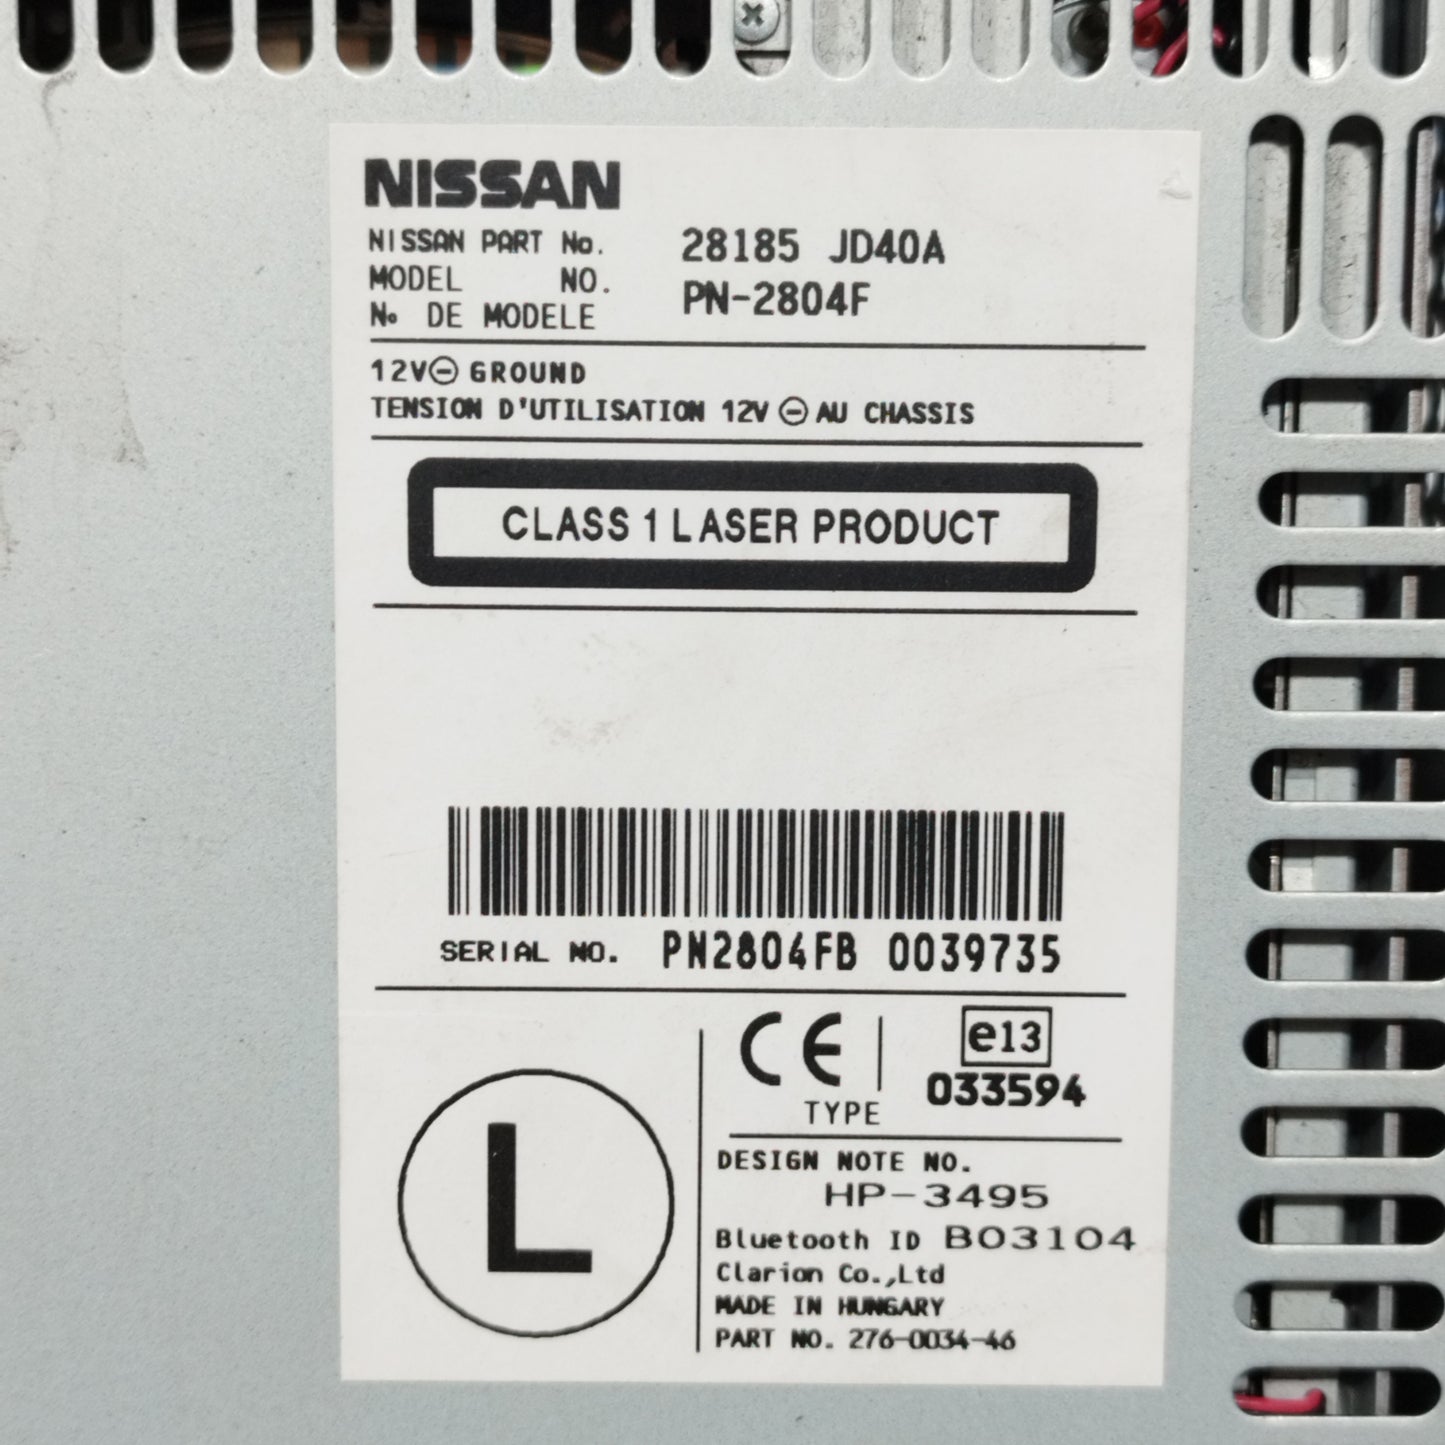 NISSAN
NISSAN PART No. 28185 JD40A
MODEL NO. PN-2804F
No DE MODELE
12V⊖ GROUND
TENSION D'UTILISATION 12V ⊖ AU CHASSIS
CLASS 1 LASER PRODUCT
SERIAL NO. PN2804FB 0039735
L
CE
TYPE
e13
033594
DESIGN NOTE NO.
HP-3495
Bluetooth ID B03104
Clarion Co.,Ltd
MADE IN HUNGARY
PART NO. 276-0034-46